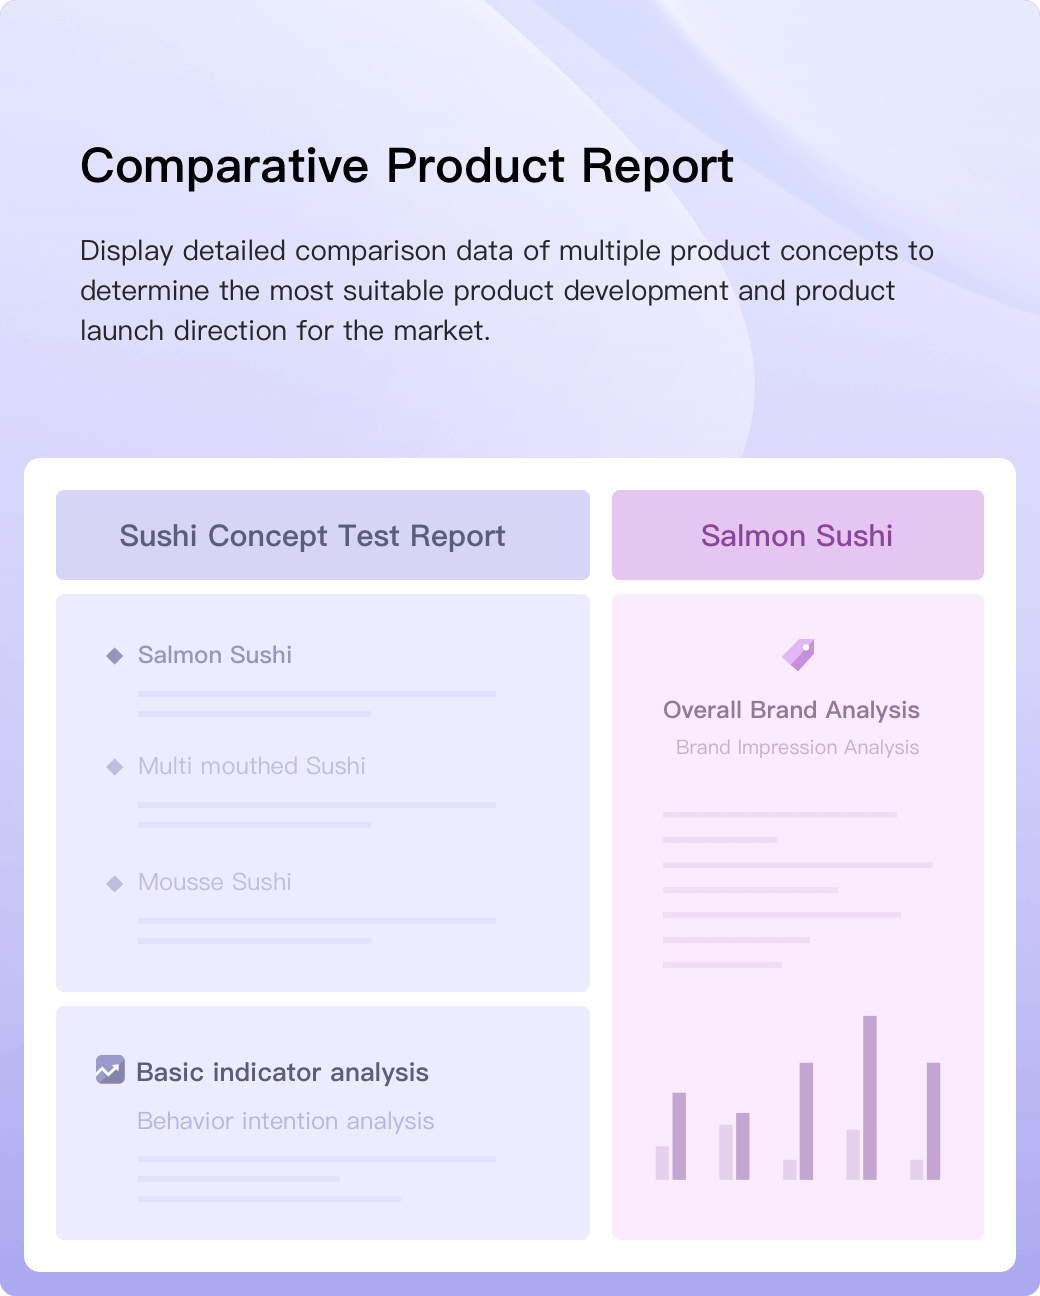 Comparative Product Report
Display detailed comparison data of multiple product concepts to
determine the most suitable product development and product
launch direction for the market.
Sushi Concept Test Report
Salmon Sushi
Multi mouthed Sushi
Mousse Sushi
Basic indicator analysis
Behavior intention analysis
Salmon Sushi
Overall Brand Analysis
Brand Impression Analysis